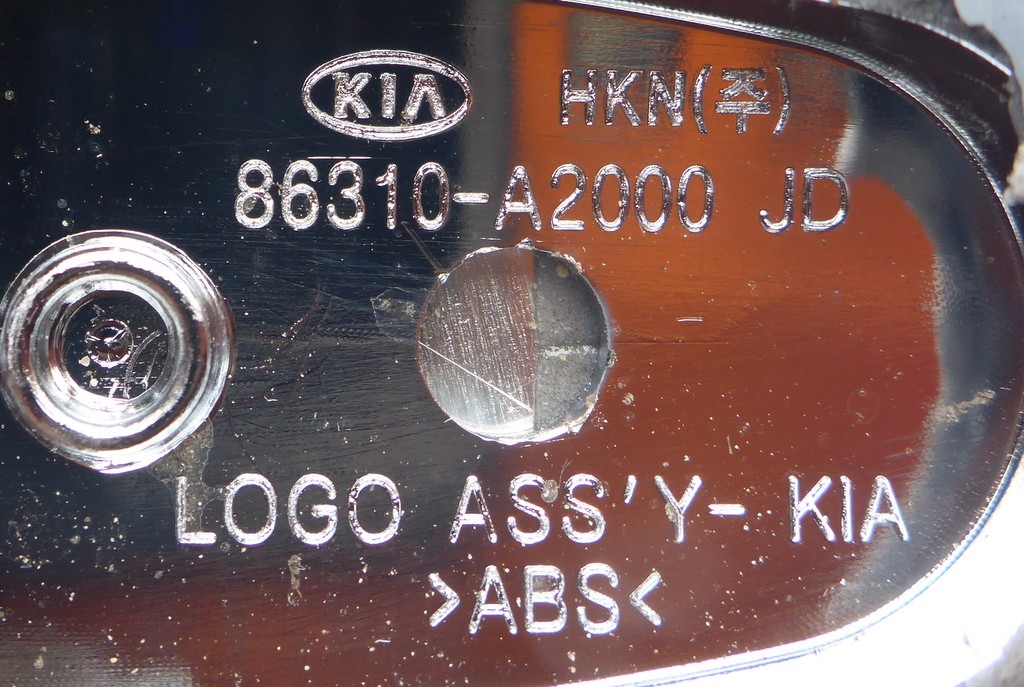 KIA HKN(주)
86310-A2000 JD
LOGO ASS'Y- KIA
>ABS<